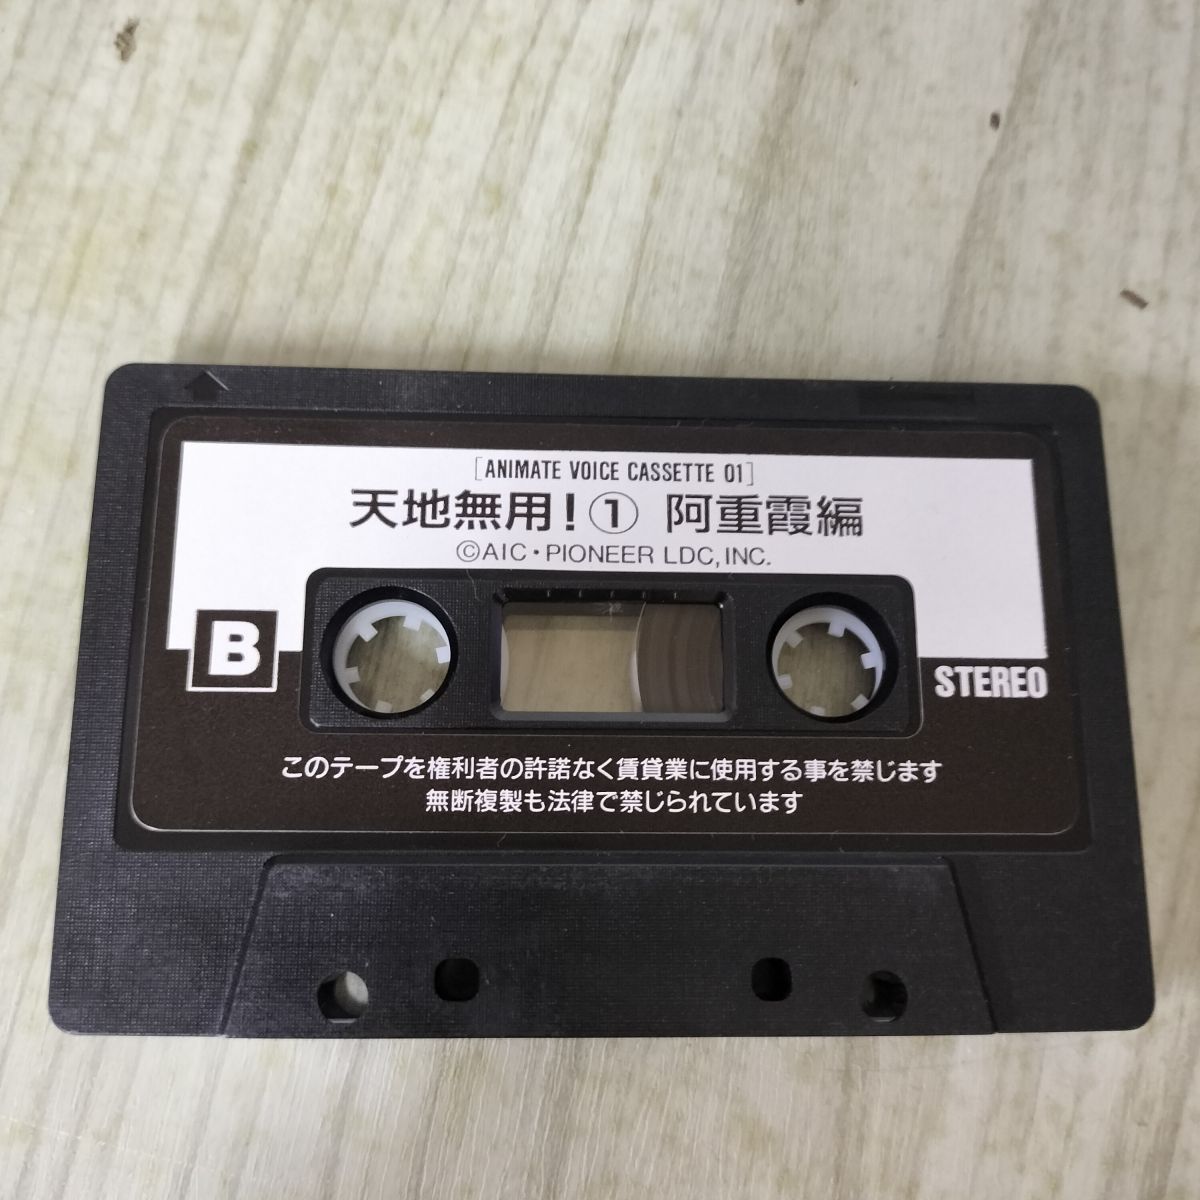 [ANIMATE VOICE CASSETTE 01]
天地無用!① 阿重霞編
©AIC・PIONEER LDC,INC.
B
STEREO
このテープを権利者の許諾なく賃貸業に使用する事を禁じます
無断複製も法律で禁じられています